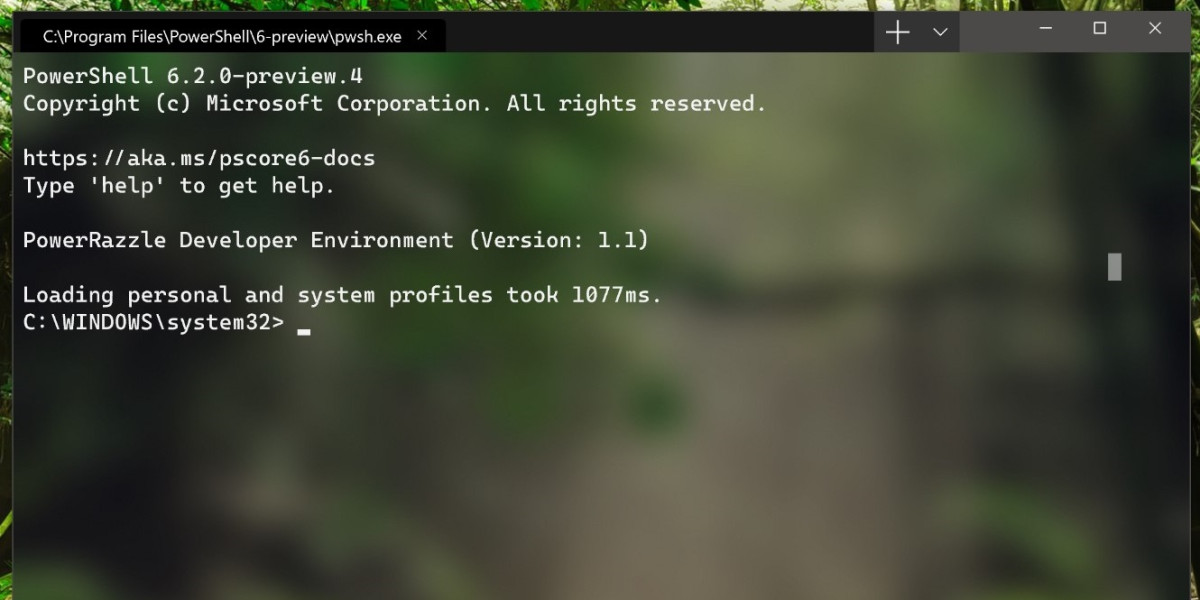 C:\Program Files\PowerShell\6-preview\pwsh.exe
PowerShell 6.2.0-preview.4
Copyright (c) Microsoft Corporation. All rights reserved.
https://aka.ms/pscore6-docs
Type 'help' to get help.
PowerRazzle Developer Environment (Version: 1.1)
Loading personal and system profiles took 1077ms.
C:\WINDOWS\system32>